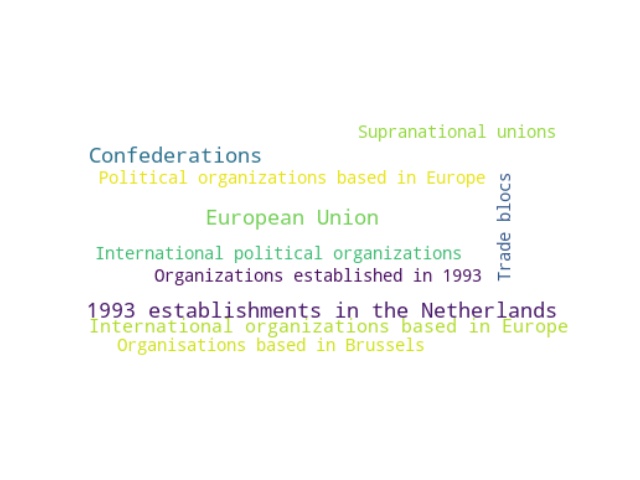 Supranational unions
Confederations
Political organizations based in Europe
Trade blocs
European Union
International political organizations
Organizations established in 1993
1993 establishments in the Netherlands
International organizations based in Europe
Organisations based in Brussels